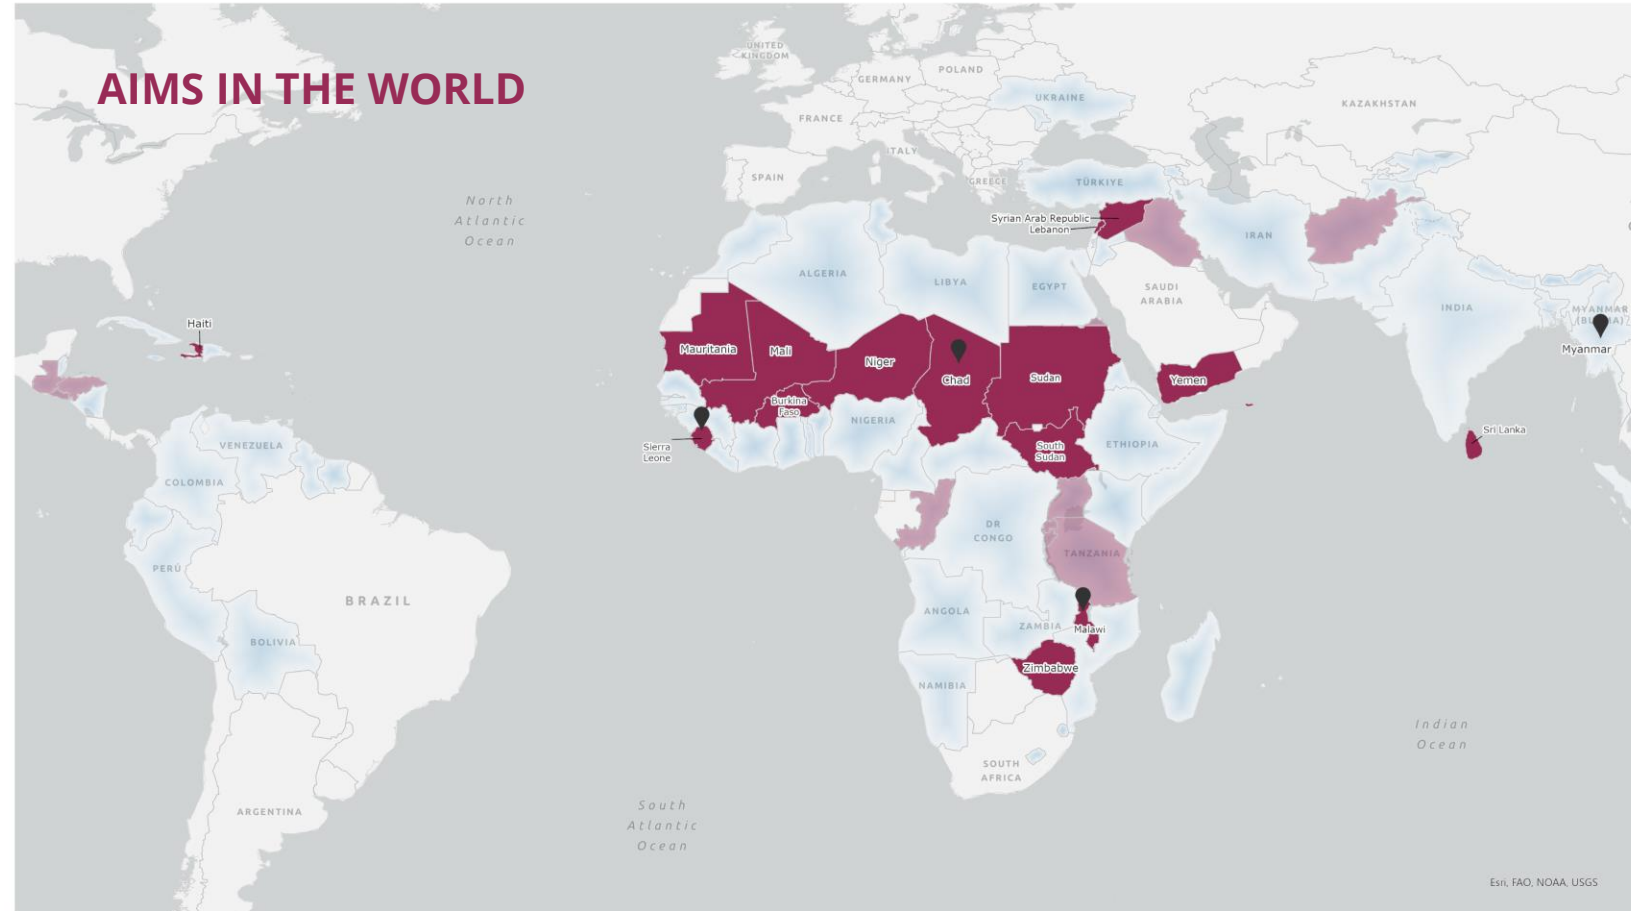 AIMS IN THE WORLD
UNITED
KINGDOM
GERMANY
POLAND
UKRAINE
KAZAKHSTAN
FRANCE
ITALY
SPAIN
GREECE
TÜRKIYE
North
Atlantic
Ocean
Syrian Arab Republic
Lebanon
IRAN
ALGERIA
LIBYA
EGYPT
SAUDI
ARABIA
INDIA
MYANMAR
Myanmar
Haiti
Mauritania
Mali
Niger
Chad
Sudan
Yemen
Burkina
Faso
NIGERIA
Sierra
Leone
South
Sudan
ETHIOPIA
Sri Lanka
VENEZUELA
COLOMBIA
DR
CONGO
TANZANIA
PERÚ
BRAZIL
ANGOLA
ZAMBIA
Malawi
BOLIVIA
Zimbabwe
NAMIBIA
Indian
Ocean
SOUTH
AFRICA
ARGENTINA
South
Atlantic
Ocean
Esri, FAO, NOAA, USGS